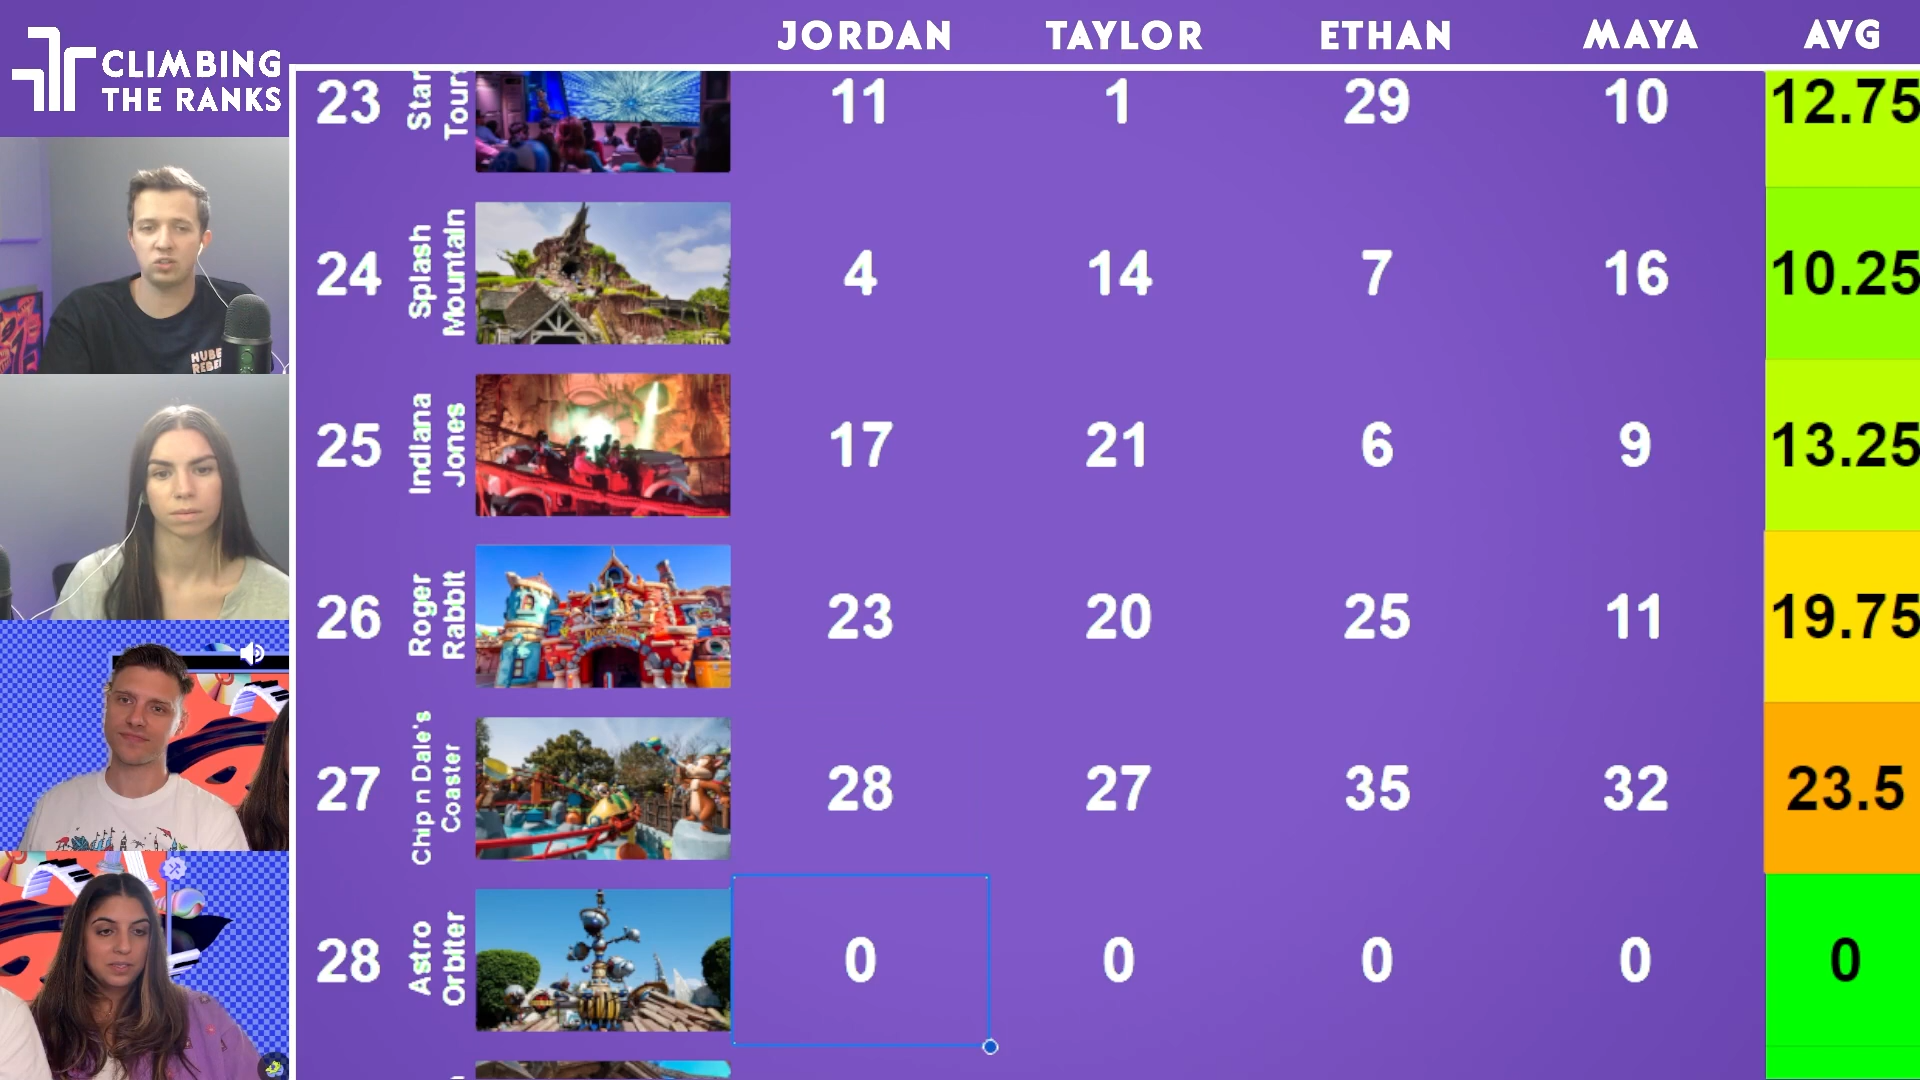 CLIMBING
THE RANKS
JORDAN TAYLOR ETHAN MAYA AVG
23 Star Tours 11 1 29 10 12.75
24 Splash Mountain 4 14 7 16 10.25
25 Indiana Jones 17 21 6 9 13.25
26 Roger Rabbit 23 20 25 11 19.75
27 Chip n Dale's Coaster 28 27 35 32 23.5
28 Astro Orbiter 0 0 0 0 0
HUBE
REBE